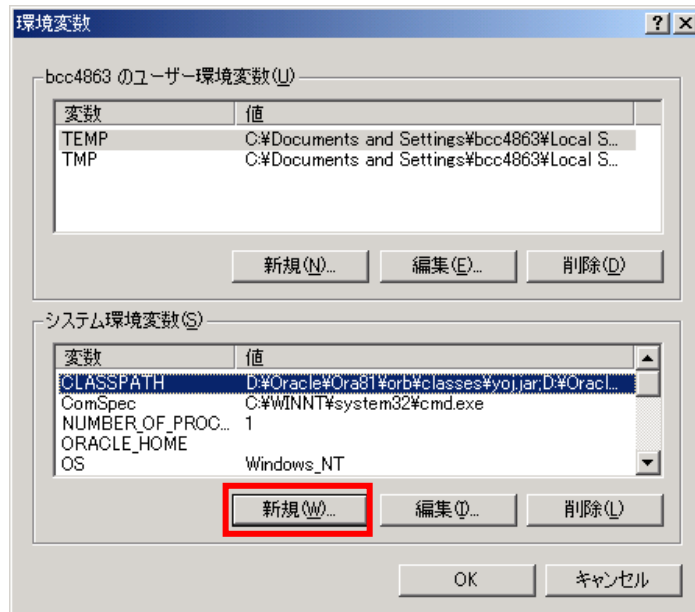 環境変数
bcc4863 のユーザー環境変数(U)
変数 値
TEMP C:¥Documents and Settings¥bcc4863¥Local S...
TMP C:¥Documents and Settings¥bcc4863¥Local S...
新規(N)... 編集(E)... 削除(D)
システム環境変数(S)
変数 値
CLASSPATH D:¥Oracle¥Ora81¥orb¥classes¥yoj.jar;D:¥Oracl...
ComSpec C:¥WINNT¥system32¥cmd.exe
NUMBER_OF_PROC... 1
ORACLE_HOME
OS Windows_NT
新規(W)... 編集(I)... 削除(L)
OK キャンセル